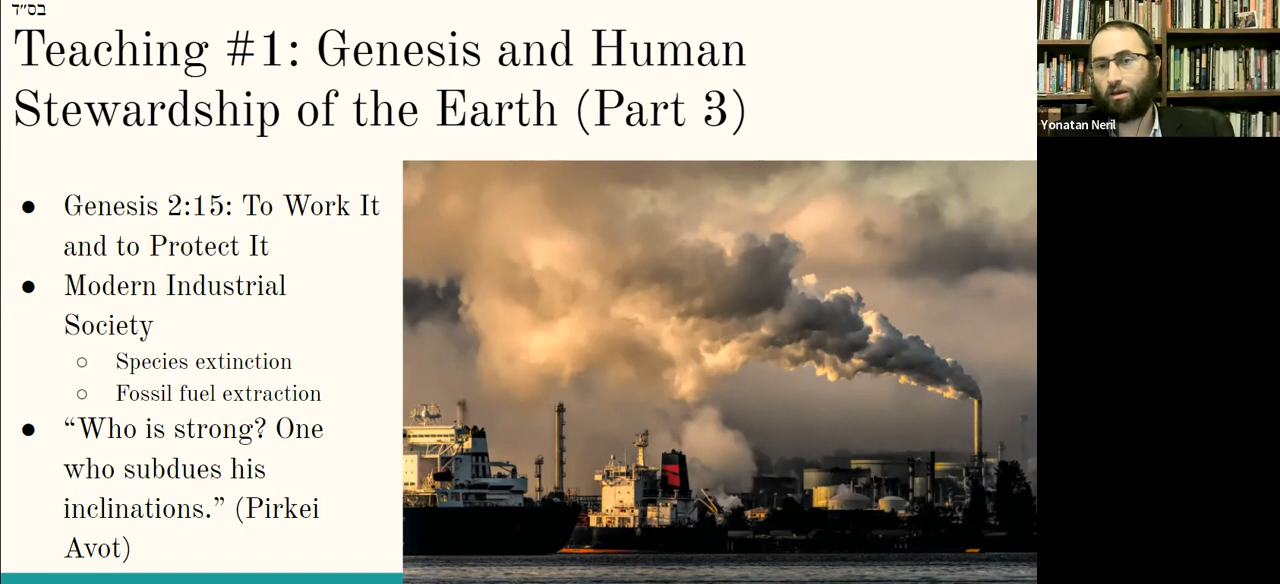 בס״ד
Teaching #1: Genesis and Human
Stewardship of the Earth (Part 3)
● Genesis 2:15: To Work It
and to Protect It
● Modern Industrial
Society
○ Species extinction
○ Fossil fuel extraction
● “Who is strong? One
who subdues his
inclinations.” (Pirkei
Avot)
Yonatan Neril